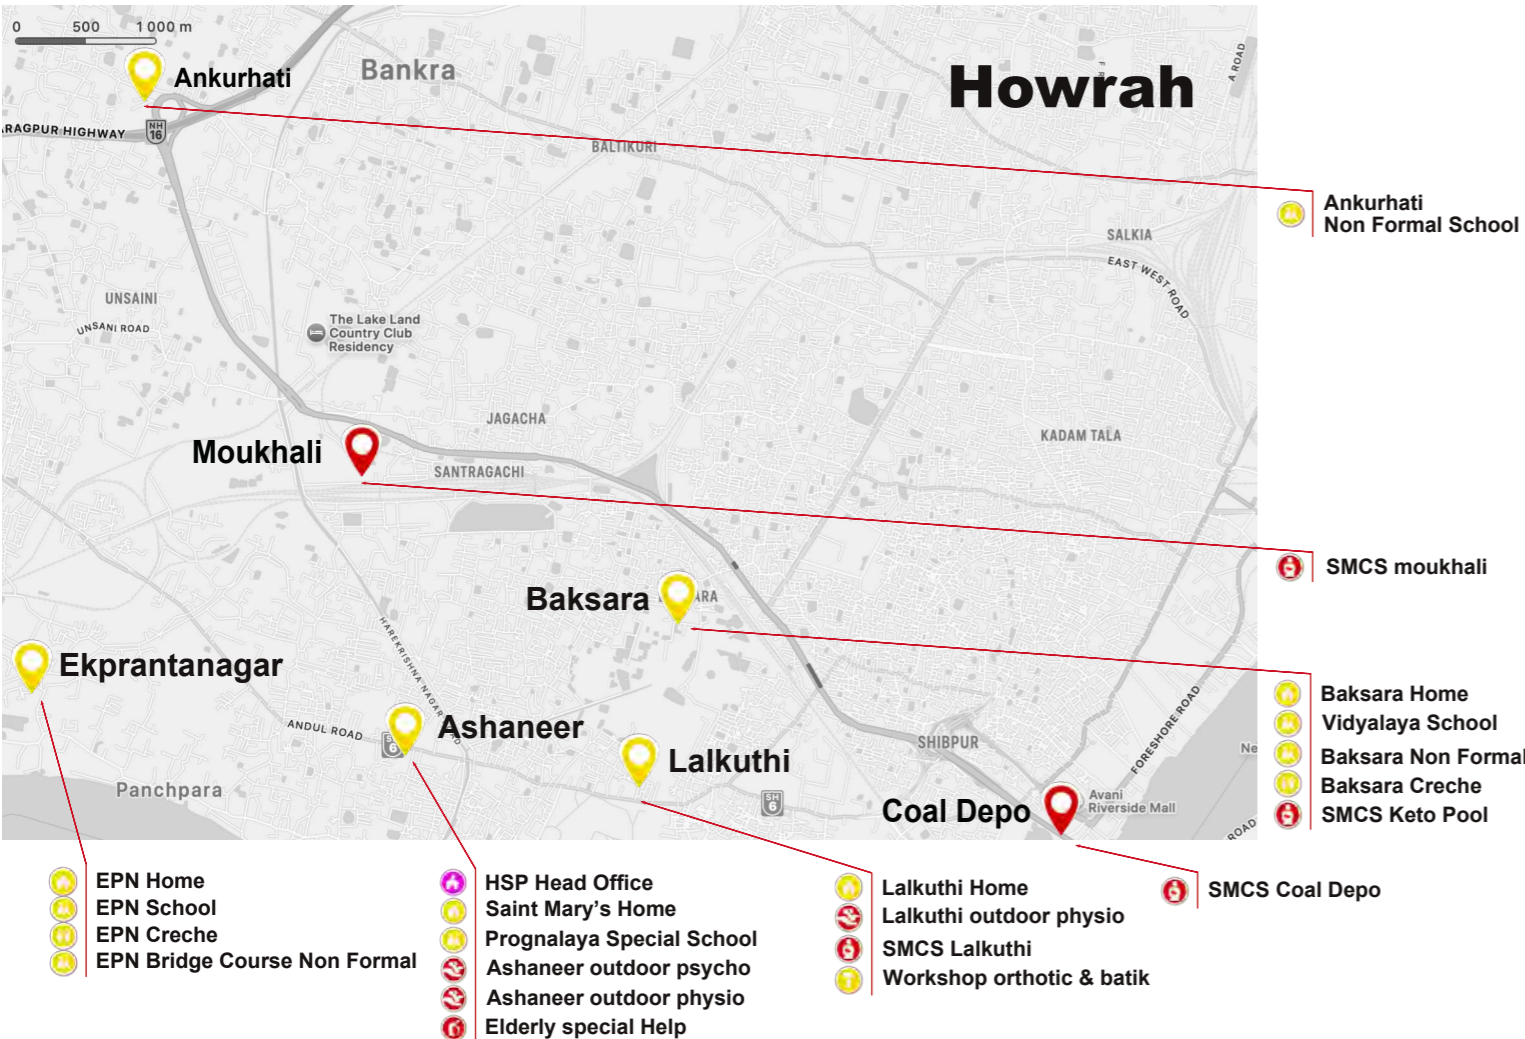 0 500 1 000 m
Ankurhati
Bankra
Howrah
A ROAD
NH
16
BALTIKURI
Ankurhati
Non Formal School
SALKIA
EAST WEST ROAD
UNSAINI
UNSANI ROAD
The Lake Land
Country Club
Residency
JAGACHA
KADAM TALA
Moukhali
SANTRAGACHI
SMCS moukhali
Baksara
Ekprantanagar
HAREKRISHNA NAGAR
ANDUL ROAD
Ashaneer
Lalkuthi
SHIBPUR
FORESHORE ROAD
Panchpara
SH
6
Coal Depo
Avani
Riverside Mall
ROAD
Baksara Home
Vidyalaya School
Baksara Non Formal
Baksara Creche
SMCS Keto Pool
EPN Home
EPN School
EPN Creche
EPN Bridge Course Non Formal
HSP Head Office
Saint Mary's Home
Prognalaya Special School
Ashaneer outdoor psycho
Ashaneer outdoor physio
Elderly special Help
Lalkuthi Home
Lalkuthi outdoor physio
SMCS Lalkuthi
Workshop orthotic & batik
SMCS Coal Depo